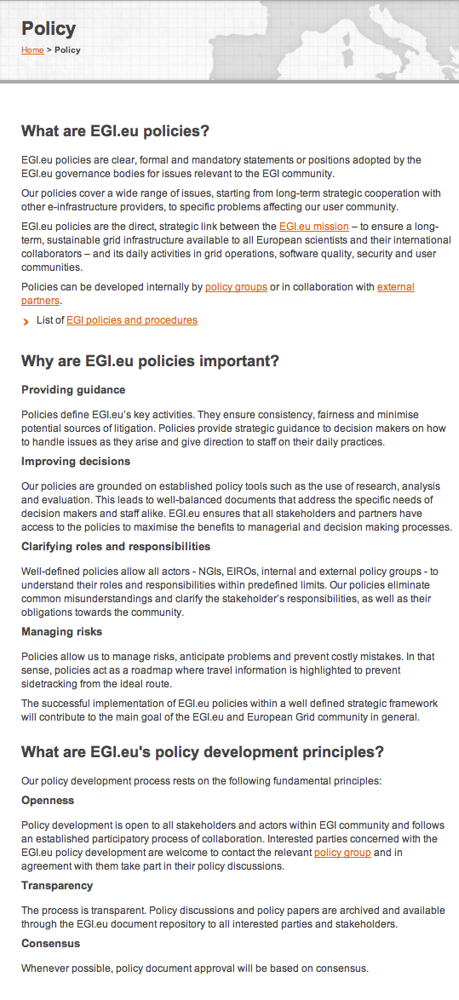 Policy
Home > Policy
What are EGI.eu policies?
EGI.eu policies are clear, formal and mandatory statements or positions adopted by the
EGI.eu governance bodies for issues relevant to the EGI community.
Our policies cover a wide range of issues, starting from long-term strategic cooperation with
other e-infrastructure providers, to specific problems affecting our user community.
EGI.eu policies are the direct, strategic link between the EGI.eu mission – to ensure a long-
term, sustainable grid infrastructure available to all European scientists and their international
collaborators – and its daily activities in grid operations, software quality, security and user
communities.
Policies can be developed internally by policy groups or in collaboration with external
partners.
List of EGI policies and procedures
Why are EGI.eu policies important?
Providing guidance
Policies define EGI.eu's key activities. They ensure consistency, fairness and minimise
potential sources of litigation. Policies provide strategic guidance to decision makers on how
to handle issues as they arise and give direction to staff on their daily practices.
Improving decisions
Our policies are grounded on established policy tools such as the use of research, analysis
and evaluation. This leads to well-balanced documents that address the specific needs of
decision makers and staff alike. EGI.eu ensures that all stakeholders and partners have
access to the policies to maximise the benefits to managerial and decision making processes.
Clarifying roles and responsibilities
Well-defined policies allow all actors - NGIs, EIROs, internal and external policy groups - to
understand their roles and responsibilities within predefined limits. Our policies eliminate
common misunderstandings and clarify the stakeholder's responsibilities, as well as their
obligations towards the community.
Managing risks
Policies allow us to manage risks, anticipate problems and prevent costly mistakes. In that
sense, policies act as a roadmap where travel information is highlighted to prevent
sidetracking from the ideal route.
The successful implementation of EGI.eu policies within a well defined strategic framework
will contribute to the main goal of the EGI.eu and European Grid community in general.
What are EGI.eu's policy development principles?
Our policy development process rests on the following fundamental principles:
Openness
Policy development is open to all stakeholders and actors within EGI community and follows
an established participatory process of collaboration. Interested parties concerned with the
EGI.eu policy development are welcome to contact the relevant policy group and in
agreement with them take part in their policy discussions.
Transparency
The process is transparent. Policy discussions and policy papers are archived and available
through the EGI.eu document repository to all interested parties and stakeholders.
Consensus
Whenever possible, policy document approval will be based on consensus.